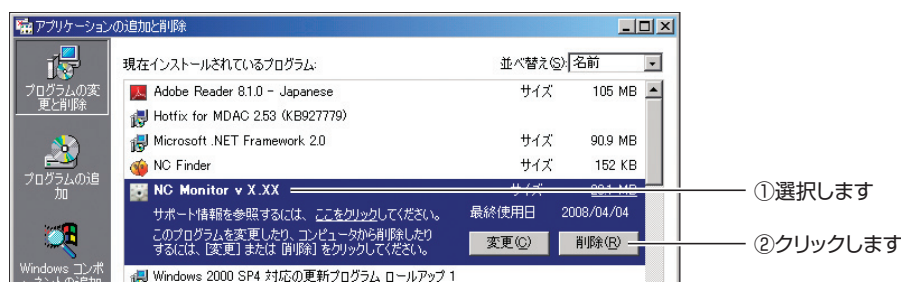 アプリケーションの追加と削除
現在インストールされているプログラム:
並べ替え(S): 名前
プログラムの変
更と削除
Adobe Reader 8.1.0 - Japanese サイズ 105 MB
Hotfix for MDAC 2.53 (KB927779)
Microsoft .NET Framework 2.0 サイズ 90.9 MB
NC Finder サイズ 152 KB
プログラムの追
加
NC Monitor v X.XX
①選択します
サポート情報を参照するには、ここをクリックしてください。 最終使用日 2008/04/04
このプログラムを変更したり、コンピュータから削除したり
するには、[変更] または [削除] をクリックしてください。
変更(C) 削除(R)
②クリックします
Windows コンポ
Windows 2000 SP4 対応の更新プログラム ロールアップ 1